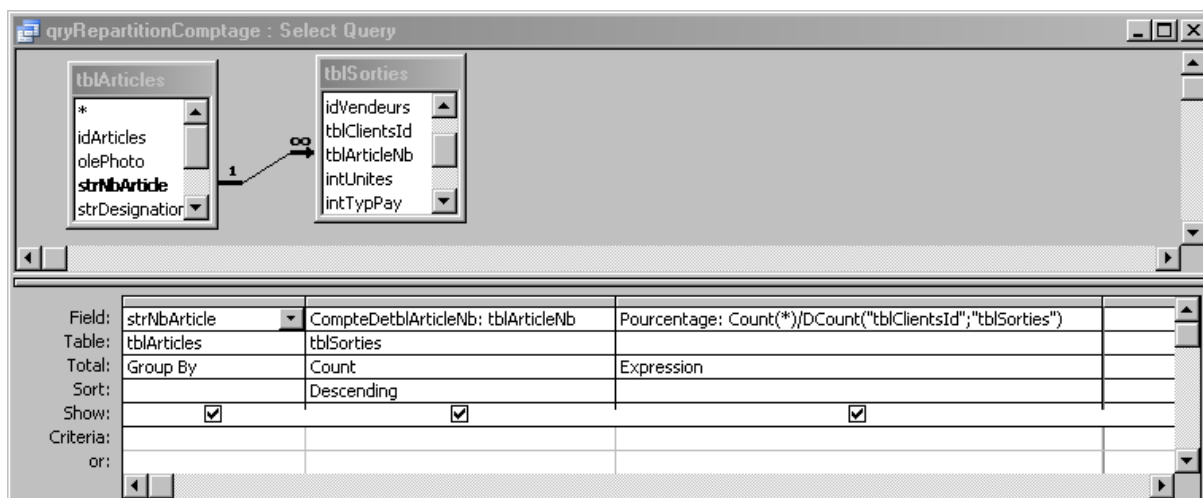 qryRepartitionComptage : Select Query
tblArticles
*
idArticles
olePhoto
strNbArticle
strDesignation
1
∞
tblSorties
idVendeurs
tblClientsId
tblArticleNb
intUnites
intTypPay
Field: strNbArticle CompteDetblArticleNb: tblArticleNb Pourcentage: Count(*)/DCount("tblClientsId";"tblSorties")
Table: tblArticles tblSorties
Total: Group By Count Expression
Sort: Descending
Show:
Criteria:
or: